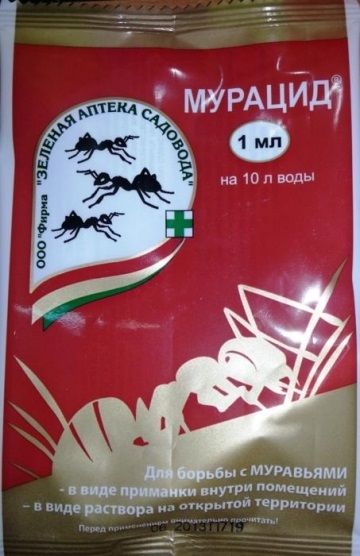 МУРАЦИД®
1 мл
на 10 л воды
ООО "Фирма "ЗЕЛЕНАЯ АПТЕКА САДОВОДА"
Для борьбы с МУРАВЬЯМИ
- в виде приманки внутри помещений
– в виде раствора на открытой территории
Перед применением внимательно прочитать!